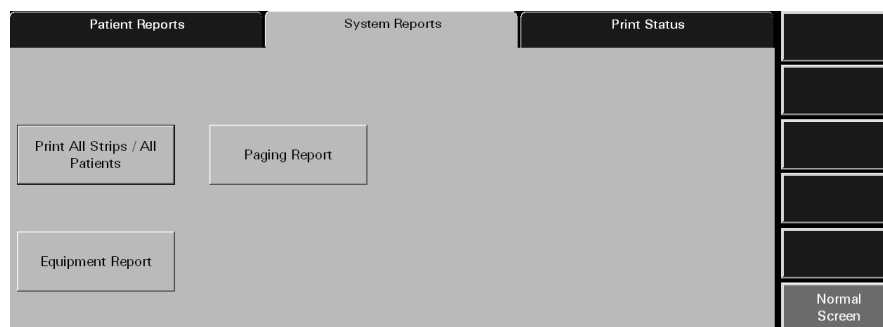 Patient Reports
System Reports
Print Status
Print All Strips / All
Patients
Paging Report
Equipment Report
Normal
Screen